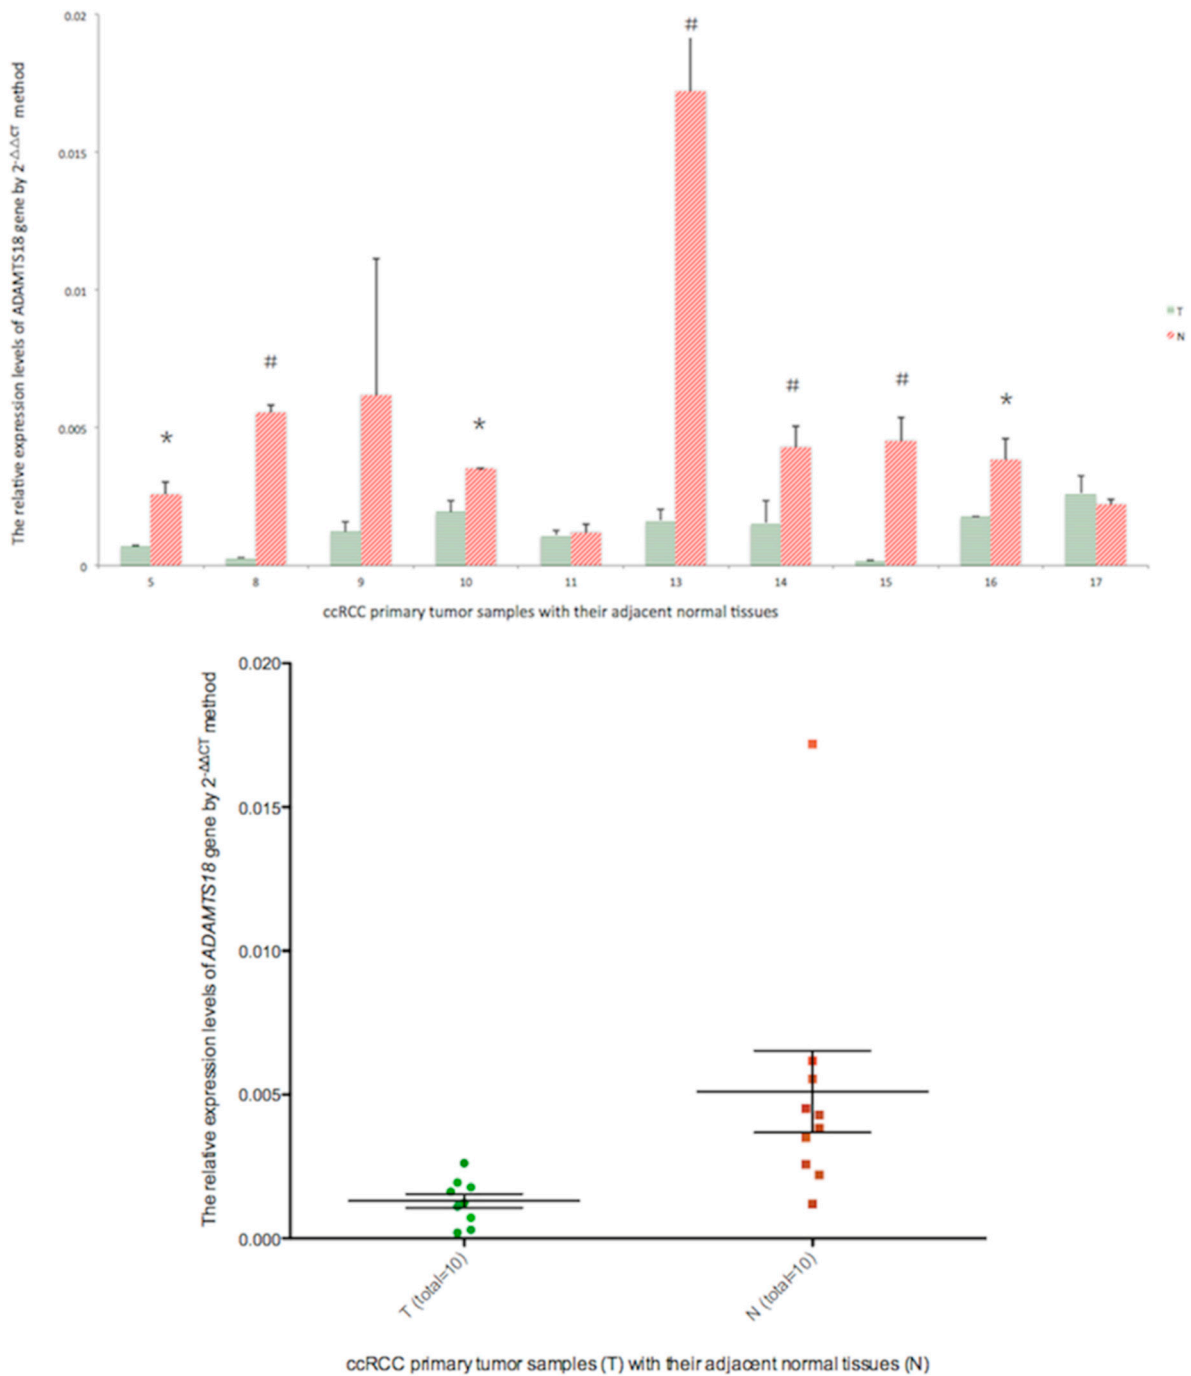 The relative expression levels of ADAMTS18 gene by 2-△△CT method
0.02
0.015
0.01
0.005
0
*
#
*
#
#
#
*
T
N
5 8 9 10 11 13 14 15 16 17
ccRCC primary tumor samples with their adjacent normal tissues
The relative expression levels of ADAMTS18 gene by 2-ΔΔCT method
0.020
0.015
0.010
0.005
0.000
T (total=10)
N (total=10)
ccRCC primary tumor samples (T) with their adjacent normal tissues (N)